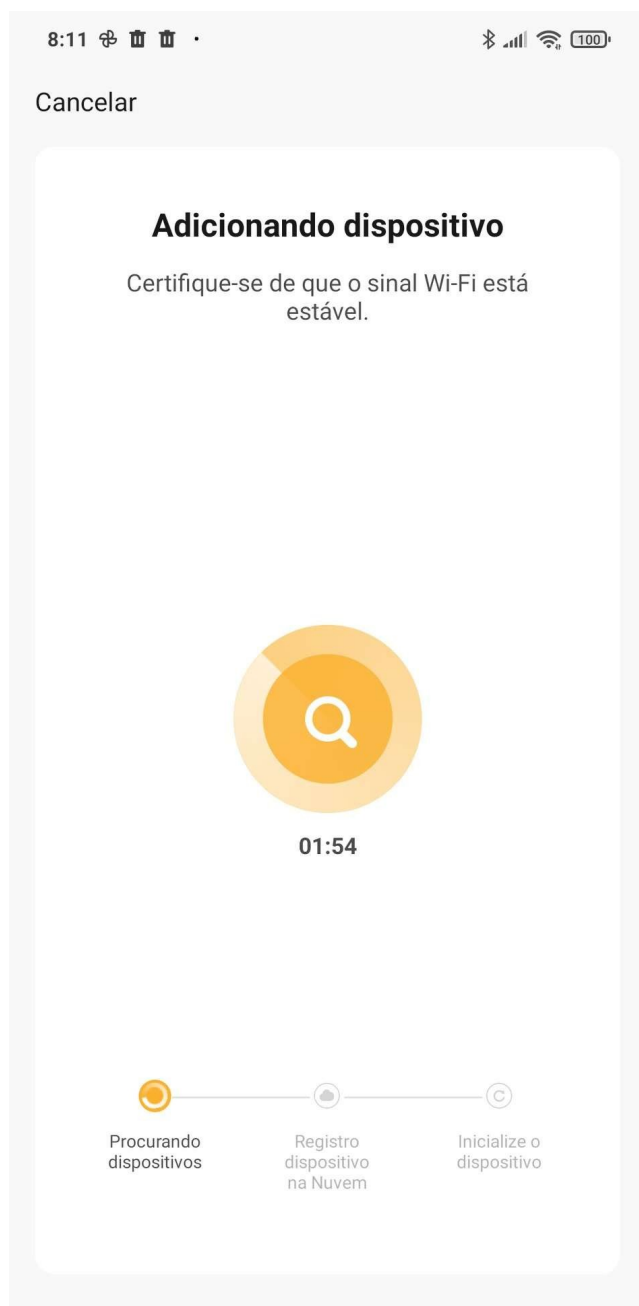 8:11
100
Cancelar
Adicionando dispositivo
Certifique-se de que o sinal Wi-Fi está
estável.
01:54
Procurando
dispositivos
Registro
dispositivo
na Nuvem
Inicialize o
dispositivo